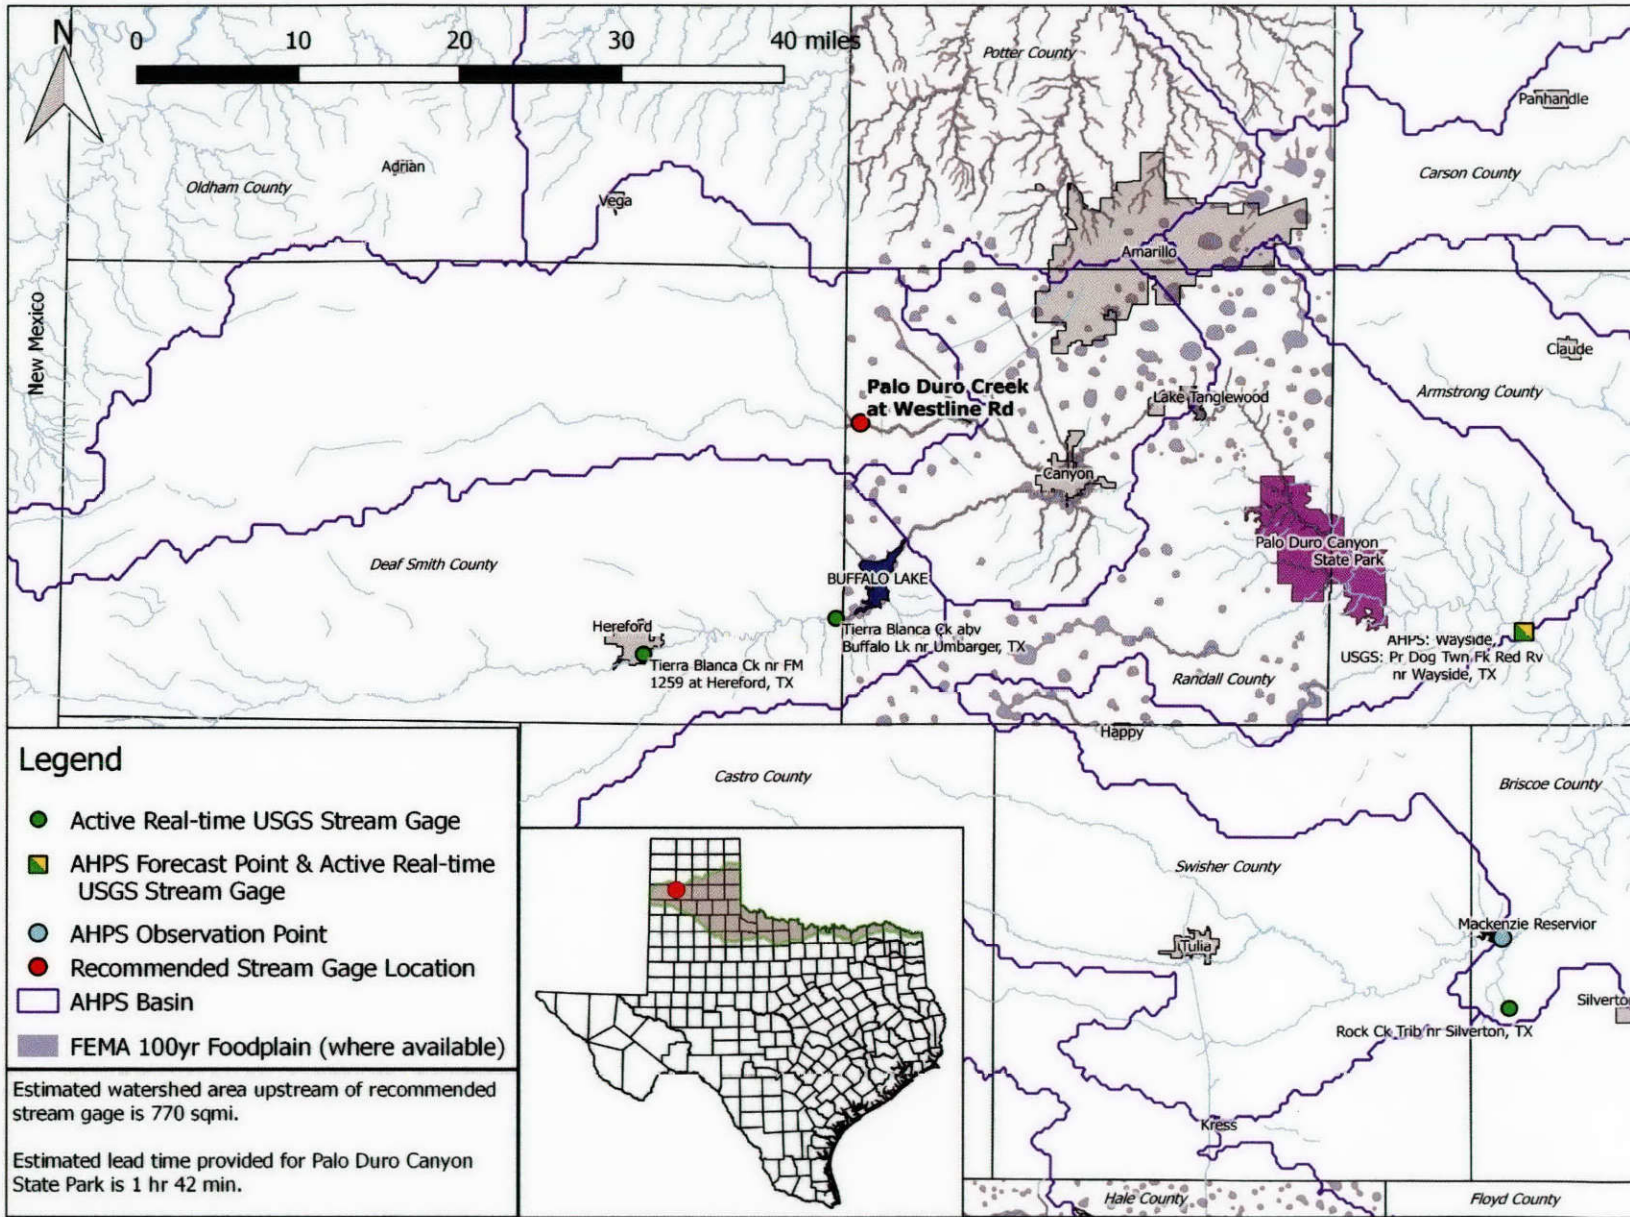 N
0 10 20 30 40 miles
Potter County
Panhandle
Adrian
Oldham County
Carson County
Vega
Amarillo
New Mexico
Claude
Palo Duro Creek
at Westline Rd
Lake Tanglewood
Armstrong County
Canyon
Palo Duro Canyon
State Park
Deaf Smith County
BUFFALO LAKE
Hereford
Tierra Blanca Ck abv
Buffalo Lk nr Umbarger, TX
Tierra Blanca Ck nr FM
1259 at Hereford, TX
AHPS: Wayside,
USGS: Pr Dog Twn Fk Red Rv
nr Wayside, TX
Randall County
Happy
Castro County
Briscoe County
Swisher County
Mackenzie Reservior
Tulia
Silverto
Rock Ck Trib nr Silverton, TX
Kress
Hale County
Floyd County
Legend
Active Real-time USGS Stream Gage
AHPS Forecast Point & Active Real-time
USGS Stream Gage
AHPS Observation Point
Recommended Stream Gage Location
AHPS Basin
FEMA 100yr Foodplain (where available)
Estimated watershed area upstream of recommended
stream gage is 770 sqmi.
Estimated lead time provided for Palo Duro Canyon
State Park is 1 hr 42 min.